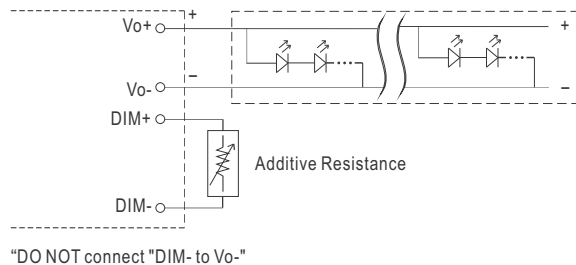 Vo+
+
+
−
Vo-
−
DIM+
Additive Resistance
DIM-
“DO NOT connect "DIM- to Vo-"